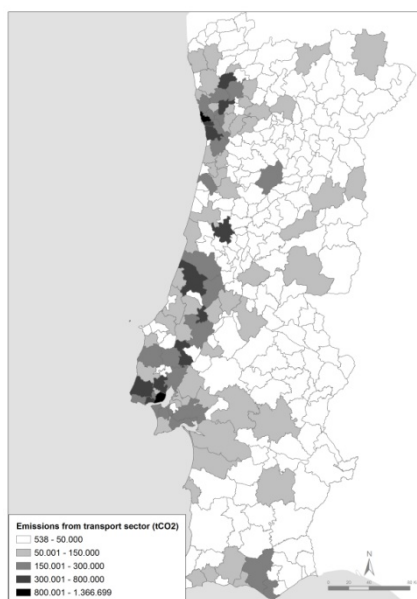 Emissions from transport sector (tCO2)
538 - 50.000
50.001 - 150.000
150.001 - 300.000
300.001 - 800.000
800.001 - 1.366.699
N